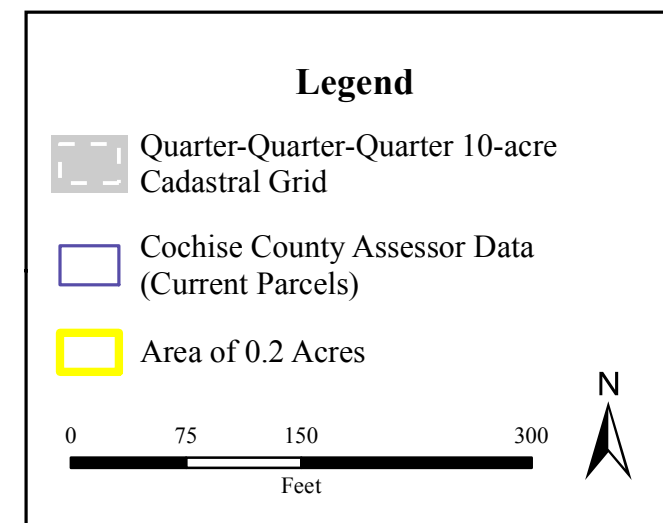 Legend
Quarter-Quarter-Quarter 10-acre
Cadastral Grid
Cochise County Assessor Data
(Current Parcels)
Area of 0.2 Acres
N
0 75 150 300
Feet